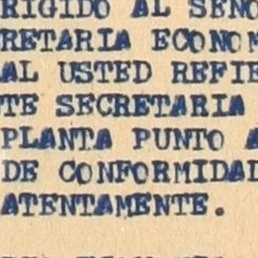 RIGIDO AL SEÑO
RETARIA ECONOM
AL USTED REFIE
TE SECRETARIA
PLANTA PUNTO A
DE CONFORMIDAD
ATENTAMENTE.